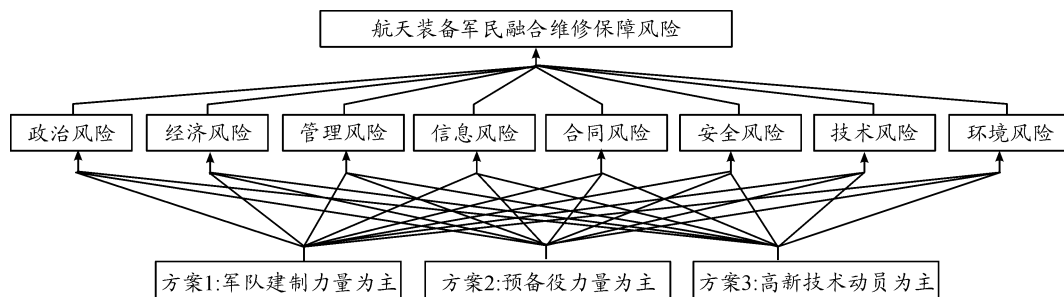 航天装备军民融合维修保障风险
政治风险
经济风险
管理风险
信息风险
合同风险
安全风险
技术风险
环境风险
方案1:军队建制力量为主
方案2:预备役力量为主
方案3:高新技术动员为主